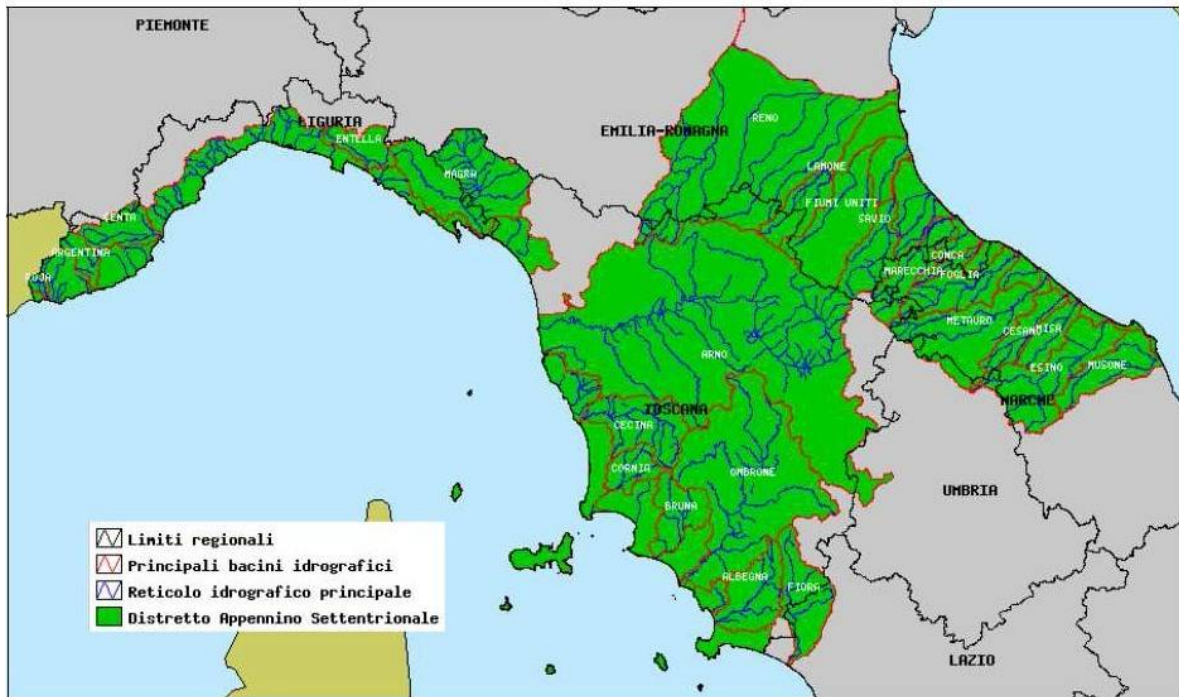 PIEMONTE
LIGURIA
ENTELLA
MAGRA
ARGENTINA
EMILIA-ROMAGNA
RENO
LAMONE
FIUMI UNITI
SAVIO
CONCA
MARECCHIA
FOGLIA
METAURO
CESANO
MISA
ESINO
MUSONE
MARCHE
ARNO
TOSCANA
CECINA
CORNIA
OMBRONE
BRUNA
UMBRIA
ALBEGNA
FIORA
LAZIO
Limiti regionali
Principali bacini idrografici
Reticolo idrografico principale
Distretto Appennino Settentrionale